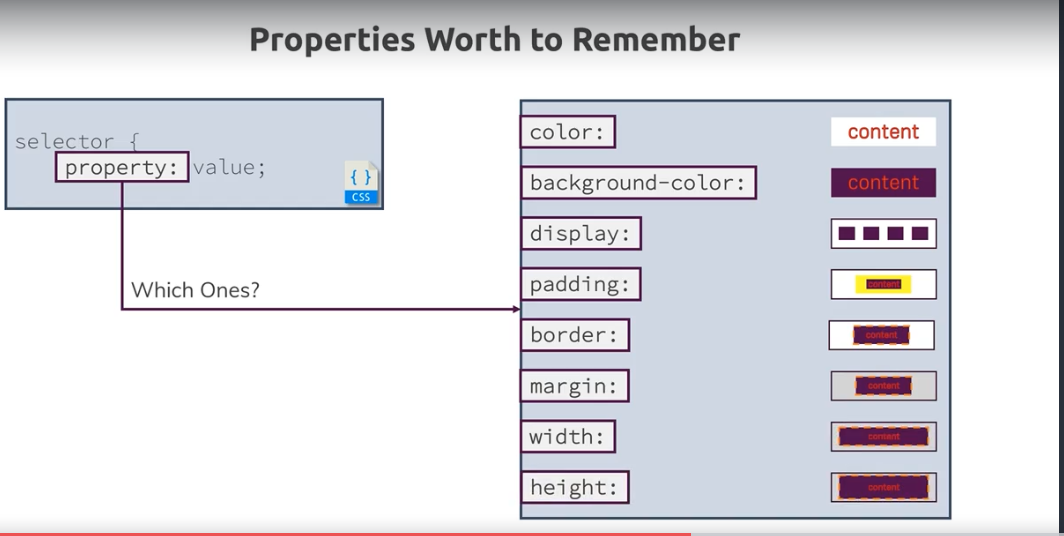 Properties Worth to Remember
selector {
property: value;
{ }
CSS
Which Ones?
color:
content
background-color:
content
display:
padding:
content
border:
content
margin:
content
width:
content
height:
content